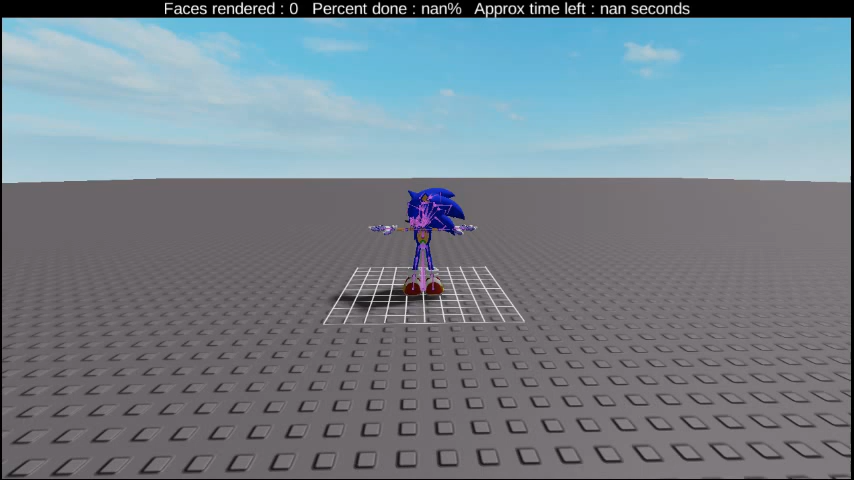 Faces rendered : 0   Percent done : nan%   Approx time left : nan seconds